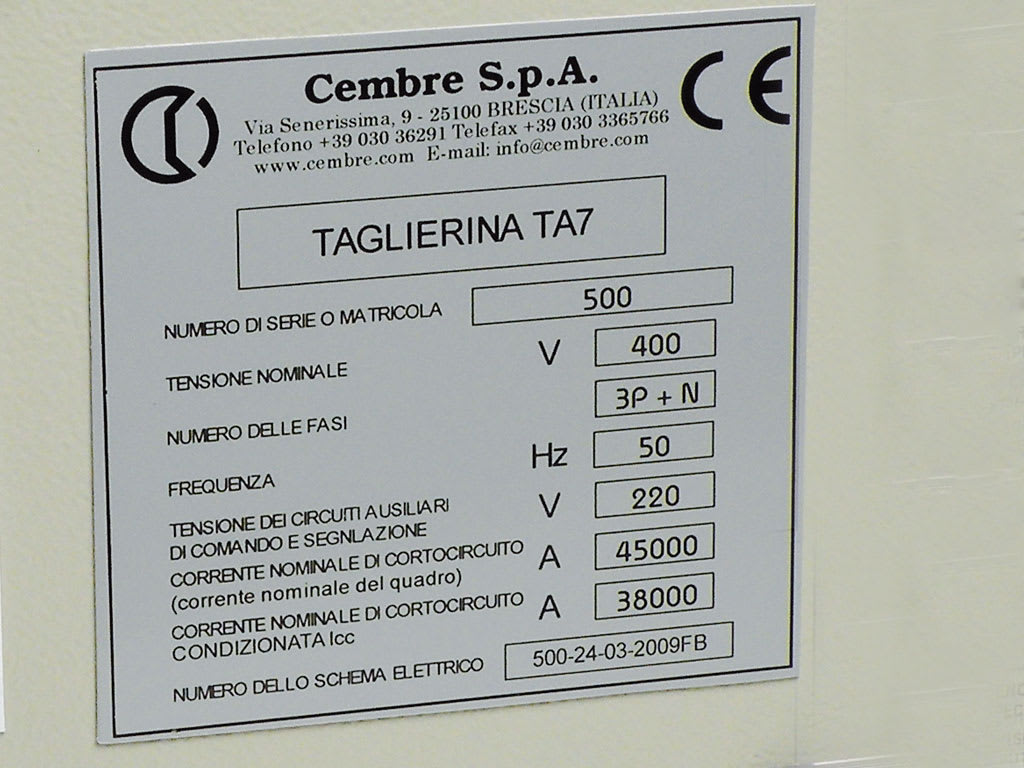 Cembre S.p.A.
Via Senerissima, 9 - 25100 BRESCIA (ITALIA)
Telefono +39 030 36291 Telefax +39 030 3365766
www.cembre.com E-mail: info@cembre.com
CE
TAGLIERINA TA7
NUMERO DI SERIE O MATRICOLA 500
TENSIONE NOMINALE V 400
NUMERO DELLE FASI 3P + N
FREQUENZA Hz 50
TENSIONE DEI CIRCUITI AUSILIARI V 220
DI COMANDO E SEGNLAZIONE
CORRENTE NOMINALE DI CORTOCIRCUITO A 45000
(corrente nominale del quadro)
CORRENTE NOMINALE DI CORTOCIRCUITO A 38000
CONDIZIONATA Icc
NUMERO DELLO SCHEMA ELETTRICO 500-24-03-2009FB